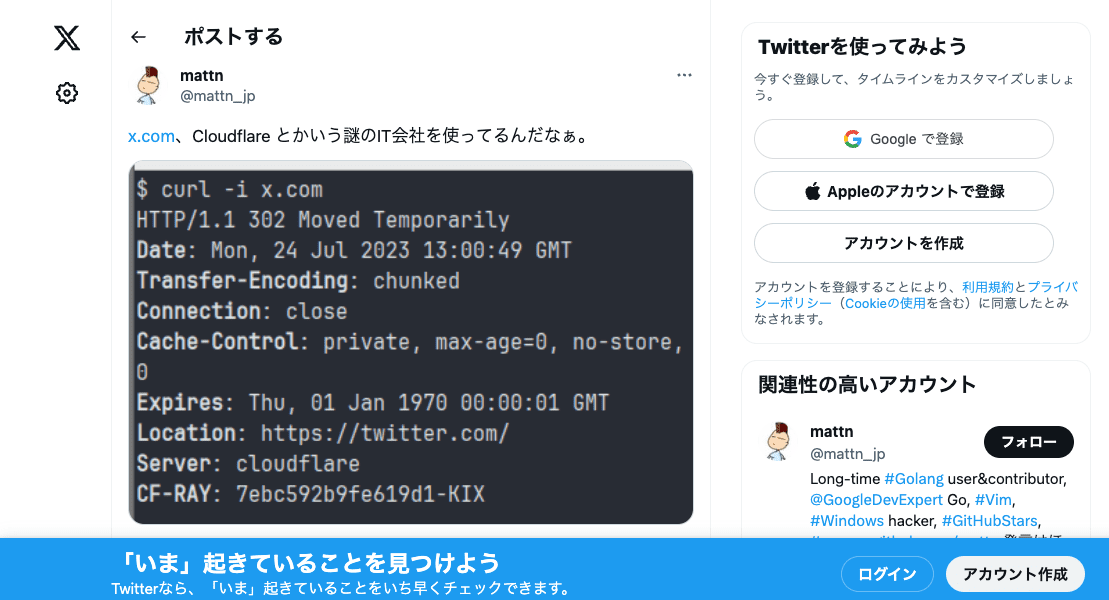 ポストする
mattn
@mattn_jp
x.com、Cloudflare とかいう謎のIT会社を使ってるんだなぁ。
$ curl -i x.com
HTTP/1.1 302 Moved Temporarily
Date: Mon, 24 Jul 2023 13:00:49 GMT
Transfer-Encoding: chunked
Connection: close
Cache-Control: private, max-age=0, no-store,
0
Expires: Thu, 01 Jan 1970 00:00:01 GMT
Location: https://twitter.com/
Server: cloudflare
CF-RAY: 7ebc592b9fe619d1-KIX
Twitterを使ってみよう
今すぐ登録して、タイムラインをカスタマイズしましょ
う。
Google で登録
Appleのアカウントで登録
アカウントを作成
アカウントを登録することにより、利用規約とプライバ
シーポリシー（Cookieの使用を含む）に同意したとみ
なされます。
関連性の高いアカウント
mattn
@mattn_jp
フォロー
Long-time #Golang user&contributor,
@GoogleDevExpert Go, #Vim,
#Windows hacker, #GitHubStars,
「いま」起きていることを見つけよう
Twitterなら、「いま」起きていることをいち早くチェックできます。
ログイン
アカウント作成